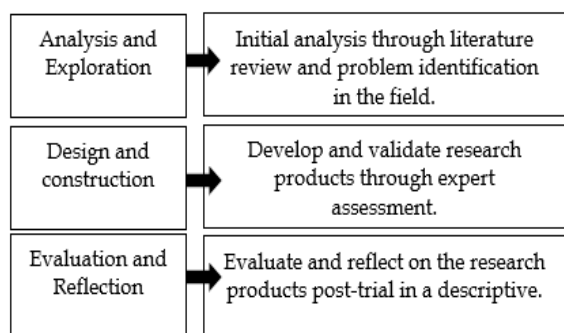 Analysis and
Exploration
Initial analysis through literature
review and problem identification
in the field.
Design and
construction
Develop and validate research
products through expert
assessment.
Evaluation and
Reflection
Evaluate and reflect on the research
products post-trial in a descriptive.